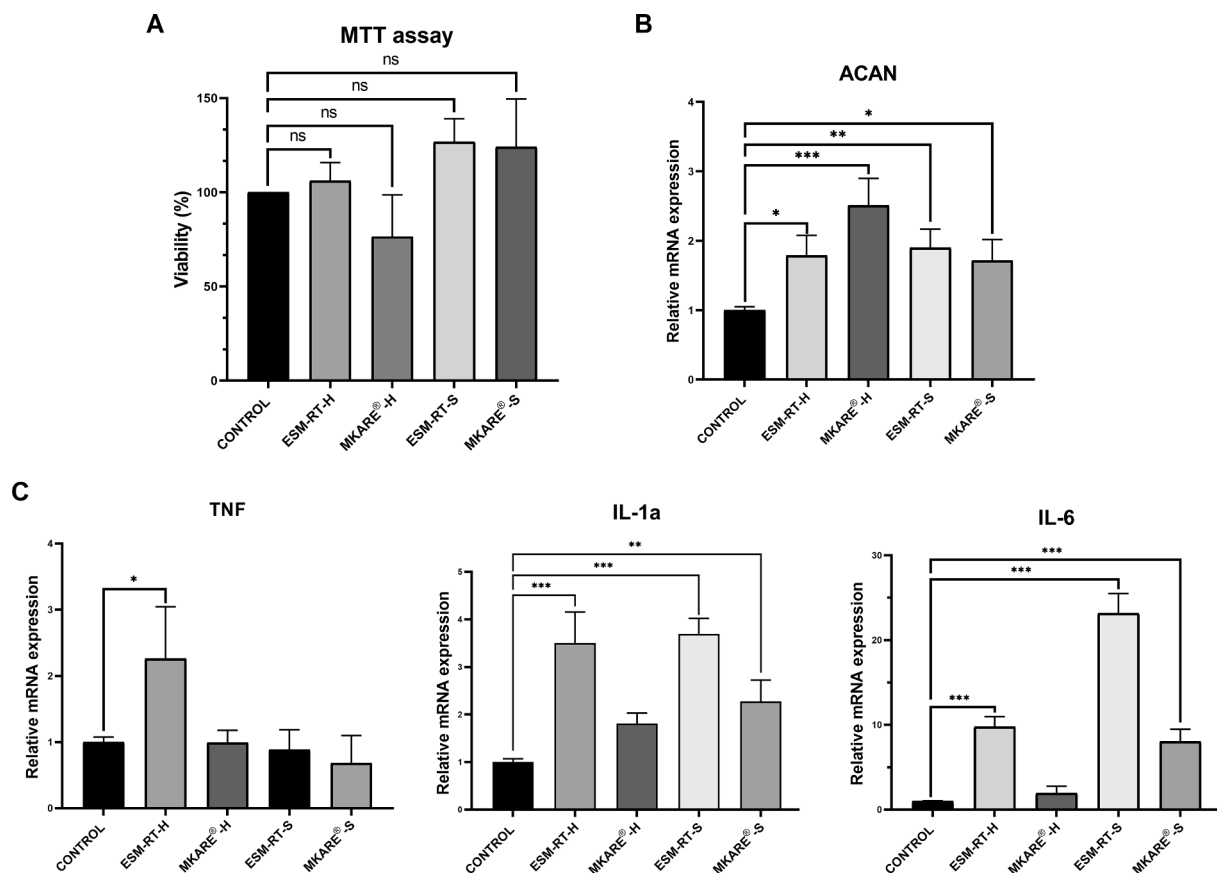 A
MTT assay
ns
ns
ns
ns
Viability (%)
150
100
50
0
CONTROL
ESM-RT-H
MKARE®-H
ESM-RT-S
MKARE®-S
B
ACAN
*
**
***
*
Relative mRNA expression
4
3
2
1
0
CONTROL
ESM-RT-H
MKARE®-H
ESM-RT-S
MKARE®-S
C
TNF
*
Relative mRNA expression
4
3
2
1
0
CONTROL
ESM-RT-H
MKARE®-H
ESM-RT-S
MKARE®-S
IL-1a
**
***
***
Relative mRNA expression
5
4
3
2
1
0
CONTROL
ESM-RT-H
MKARE®-H
ESM-RT-S
MKARE®-S
IL-6
***
***
***
Relative mRNA expression
30
20
10
0
CONTROL
ESM-RT-H
MKARE®-H
ESM-RT-S
MKARE®-S